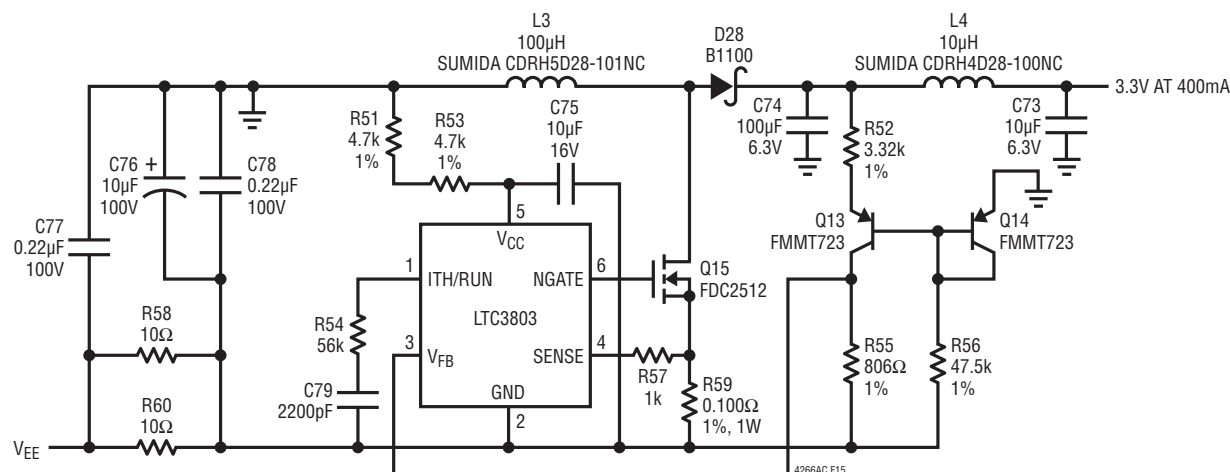 L3
100µH
SUMIDA CDRH5D28-101NC
D28
B1100
L4
10µH
SUMIDA CDRH4D28-100NC
3.3V AT 400mA
C74
100µF
6.3V
C73
10µF
6.3V
R51
4.7k
1%
R53
4.7k
1%
C75
10µF
16V
R52
3.32k
1%
C76
10µF
100V
+
C78
0.22µF
100V
C77
0.22µF
100V
5
VCC
1
ITH/RUN
NGATE
6
LTC3803
3
VFB
SENSE
4
GND
2
Q15
FDC2512
Q13
FMMT723
Q14
FMMT723
R58
10Ω
R54
56k
C79
2200pF
R57
1k
R59
0.100Ω
1%, 1W
R55
806Ω
1%
R56
47.5k
1%
R60
10Ω
VEE
4266AC F15